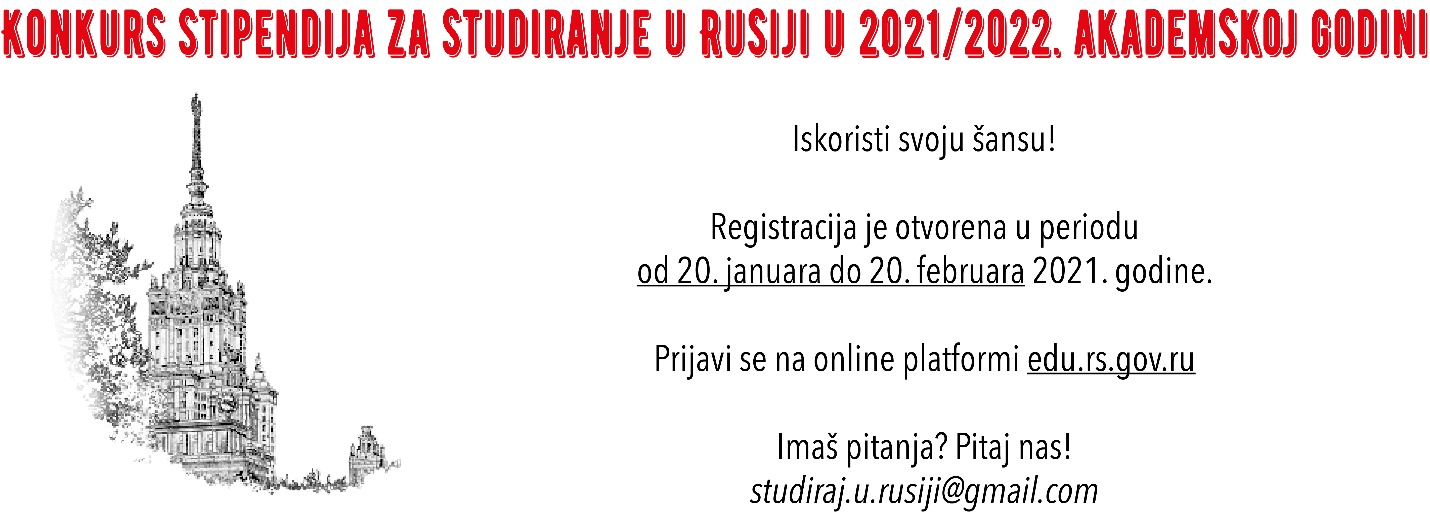 KONKURS STIPENDIJA ZA STUDIRANJE U RUSIJI U 2021/2022. AKADEMSKOJ GODINI
Iskoristi svoju šansu!
Registracija je otvorena u periodu
od 20. januara do 20. februara 2021. godine.
Prijavi se na online platformi edu.rs.gov.ru
Imaš pitanja? Pitaj nas!
studiraj.u.rusiji@gmail.com